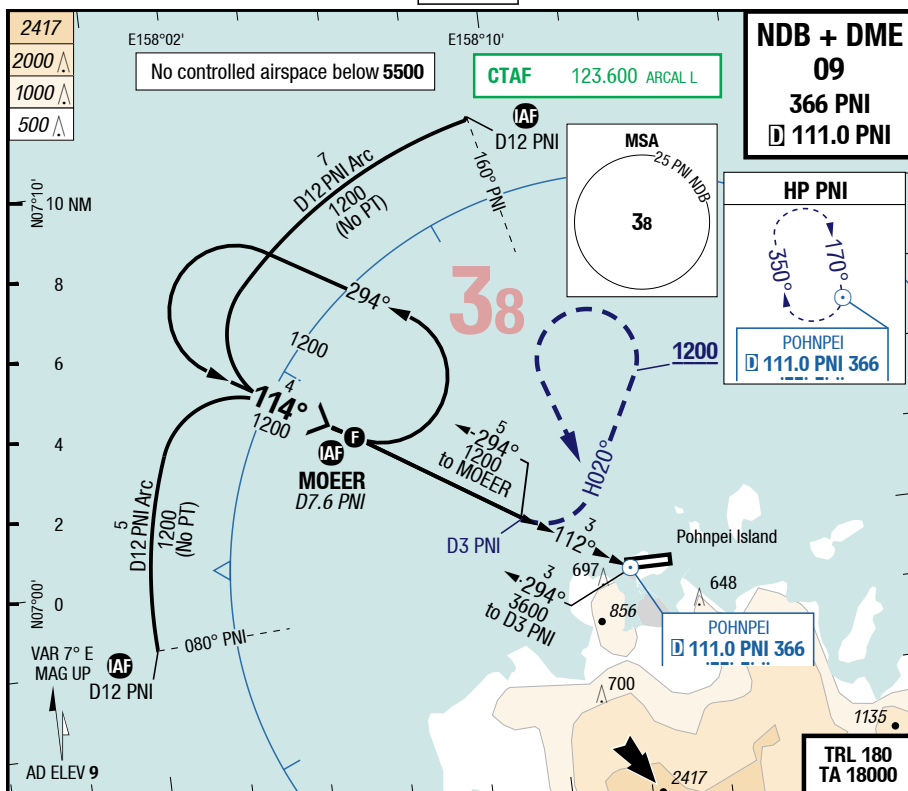 2417
2000
1000
500
E158°02'
E158°10'
No controlled airspace below 5500
CTAF 123.600 ARCAL L
NDB + DME
09
366 PNI
D 111.0 PNI
IAF
D12 PNI
MSA
25 PNI NDB
38
HP PNI
350°
170°
POHNPEI
D 111.0 PNI 366
N07°10'
10 NM
8
6
4
2
0
N07°00'
7
D12 PNI Arc
1200
(No PT)
160° PNI
38
294°
1200
4
114°
1200
1200
H020°
IAF
F
MOEER
D7.6 PNI
5
294°
1200
to MOEER
5
D12 PNI Arc
1200
(No PT)
D3 PNI
3
112°
Pohnpei Island
3
294°
3600
to D3 PNI
697
856
648
POHNPEI
D 111.0 PNI 366
080° PNI
IAF
D12 PNI
VAR 7° E
MAG UP
AD ELEV 9
700
1135
2417
TRL 180
TA 18000